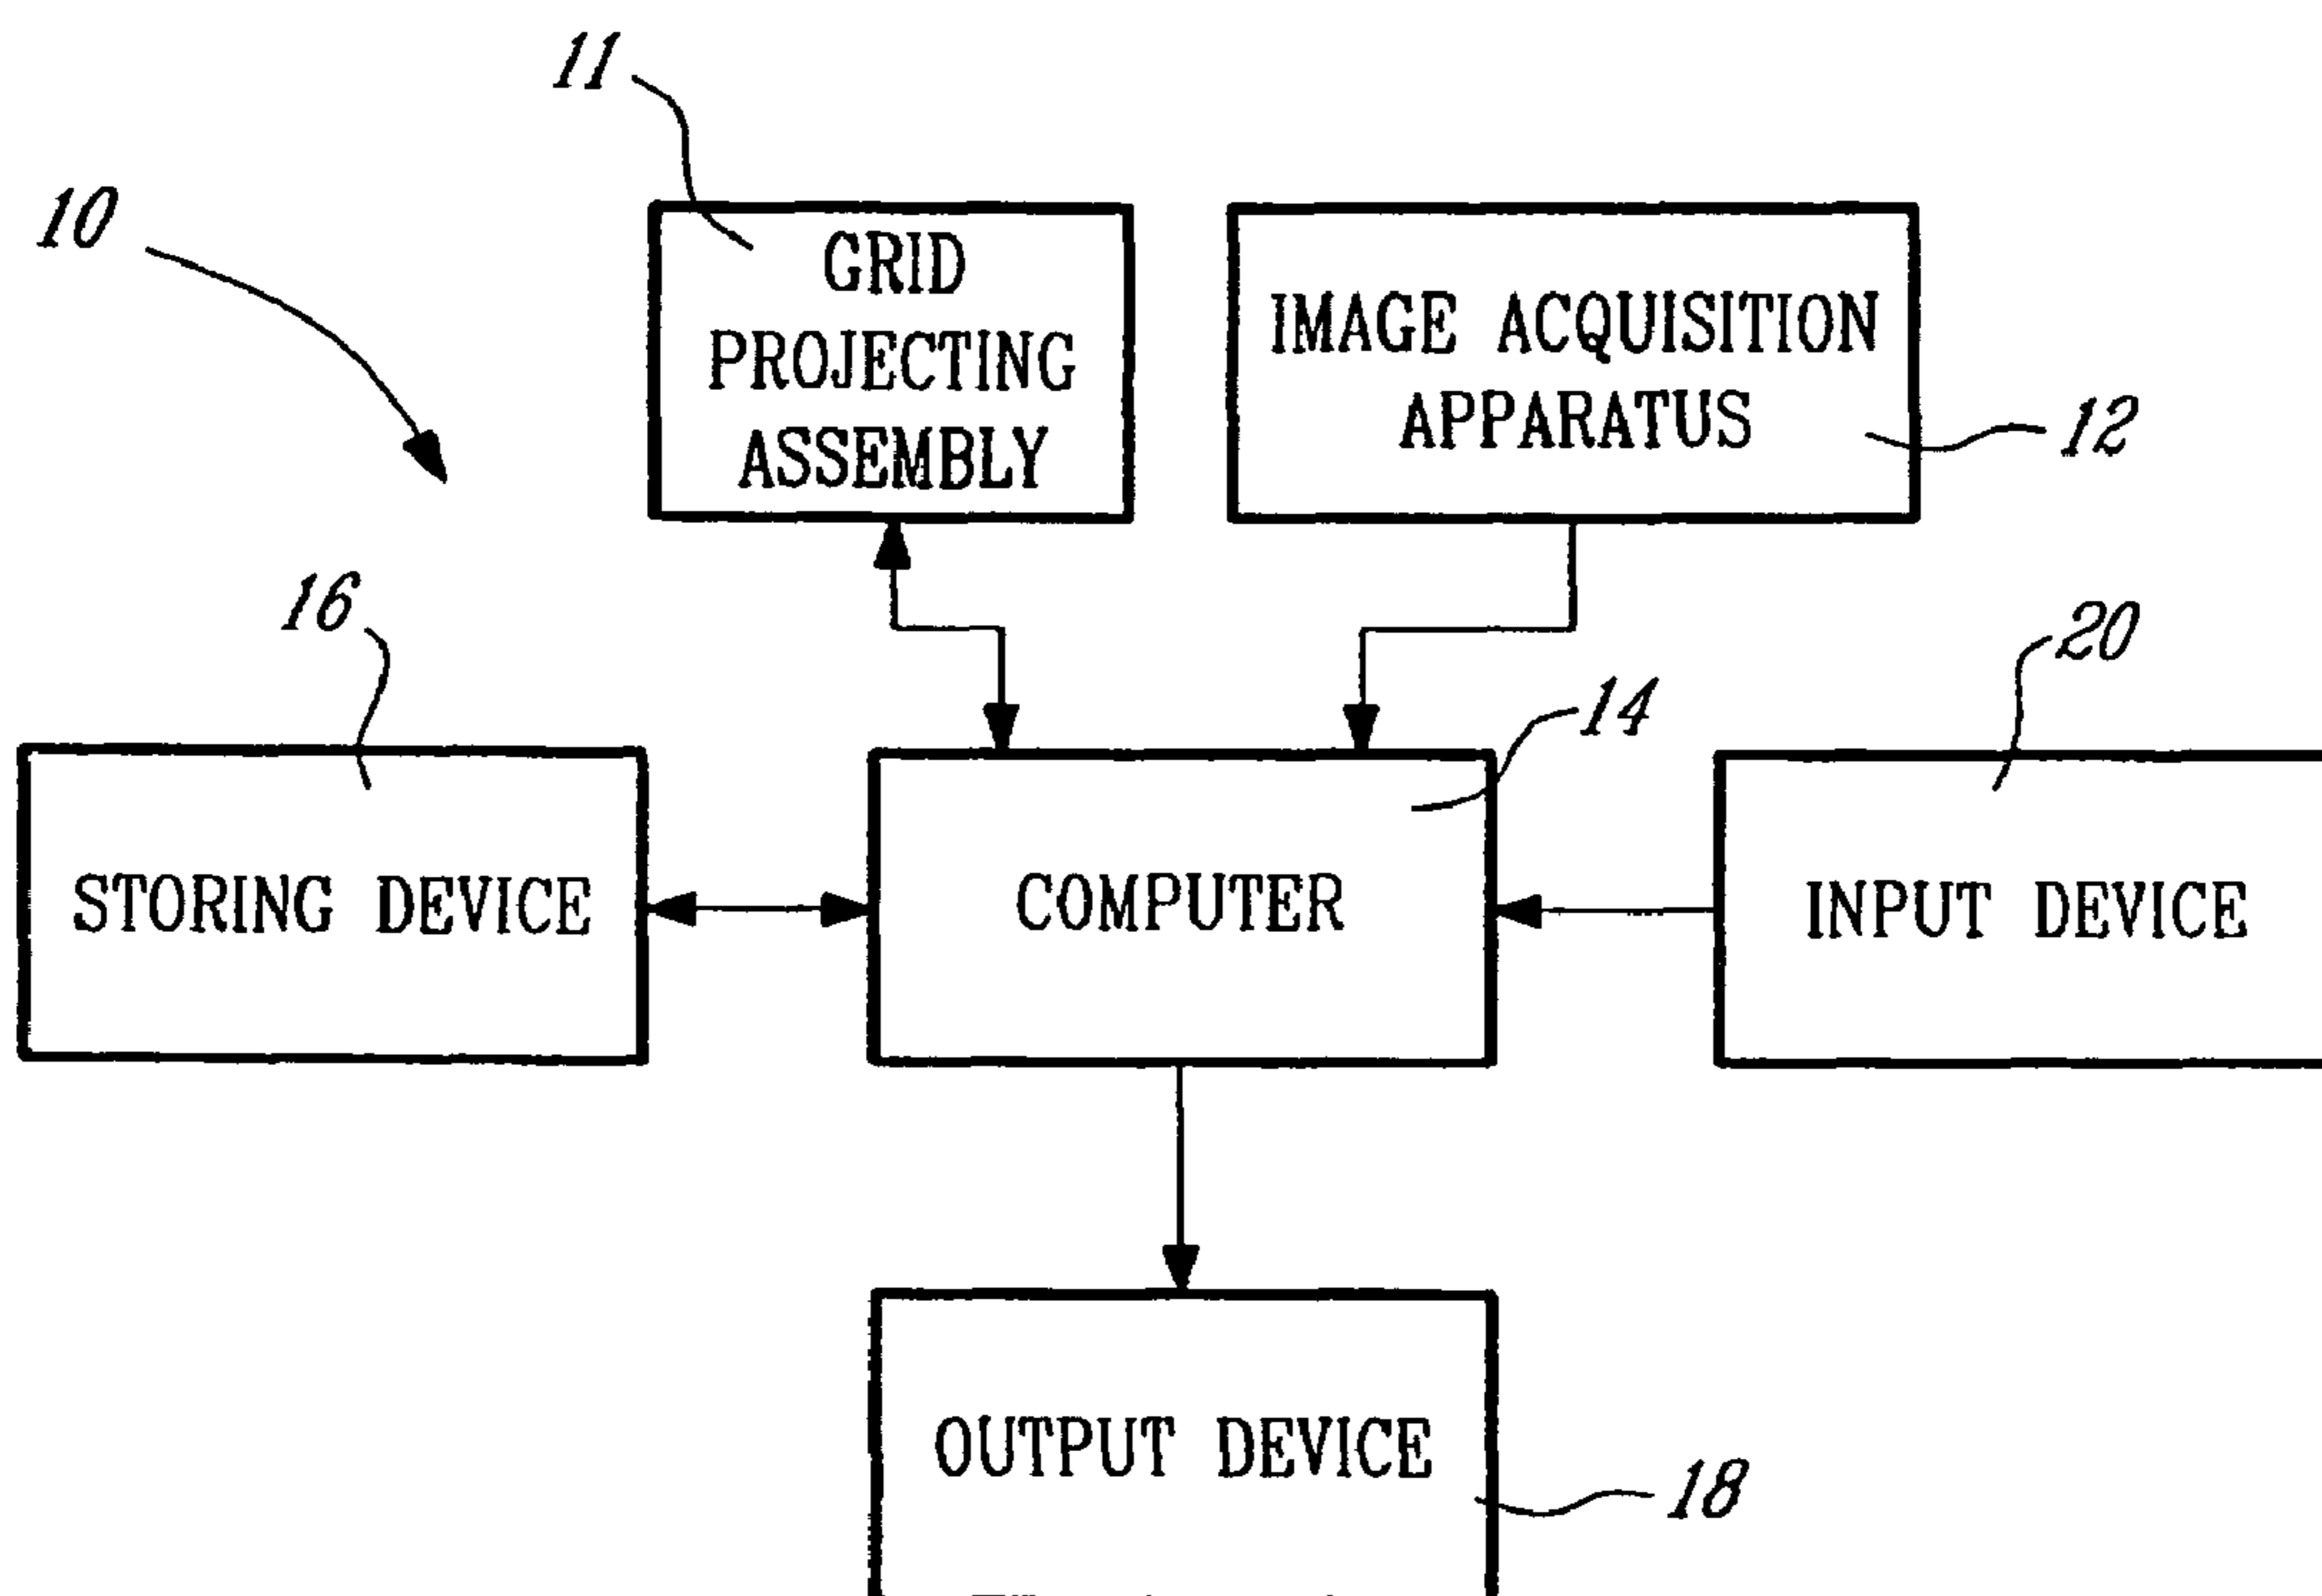 11
10
GRID
PROJECTING
ASSEMBLY
IMAGE ACQUISITION
APPARATUS
12
16
20
14
STORING DEVICE
COMPUTER
INPUT DEVICE
OUTPUT DEVICE
18